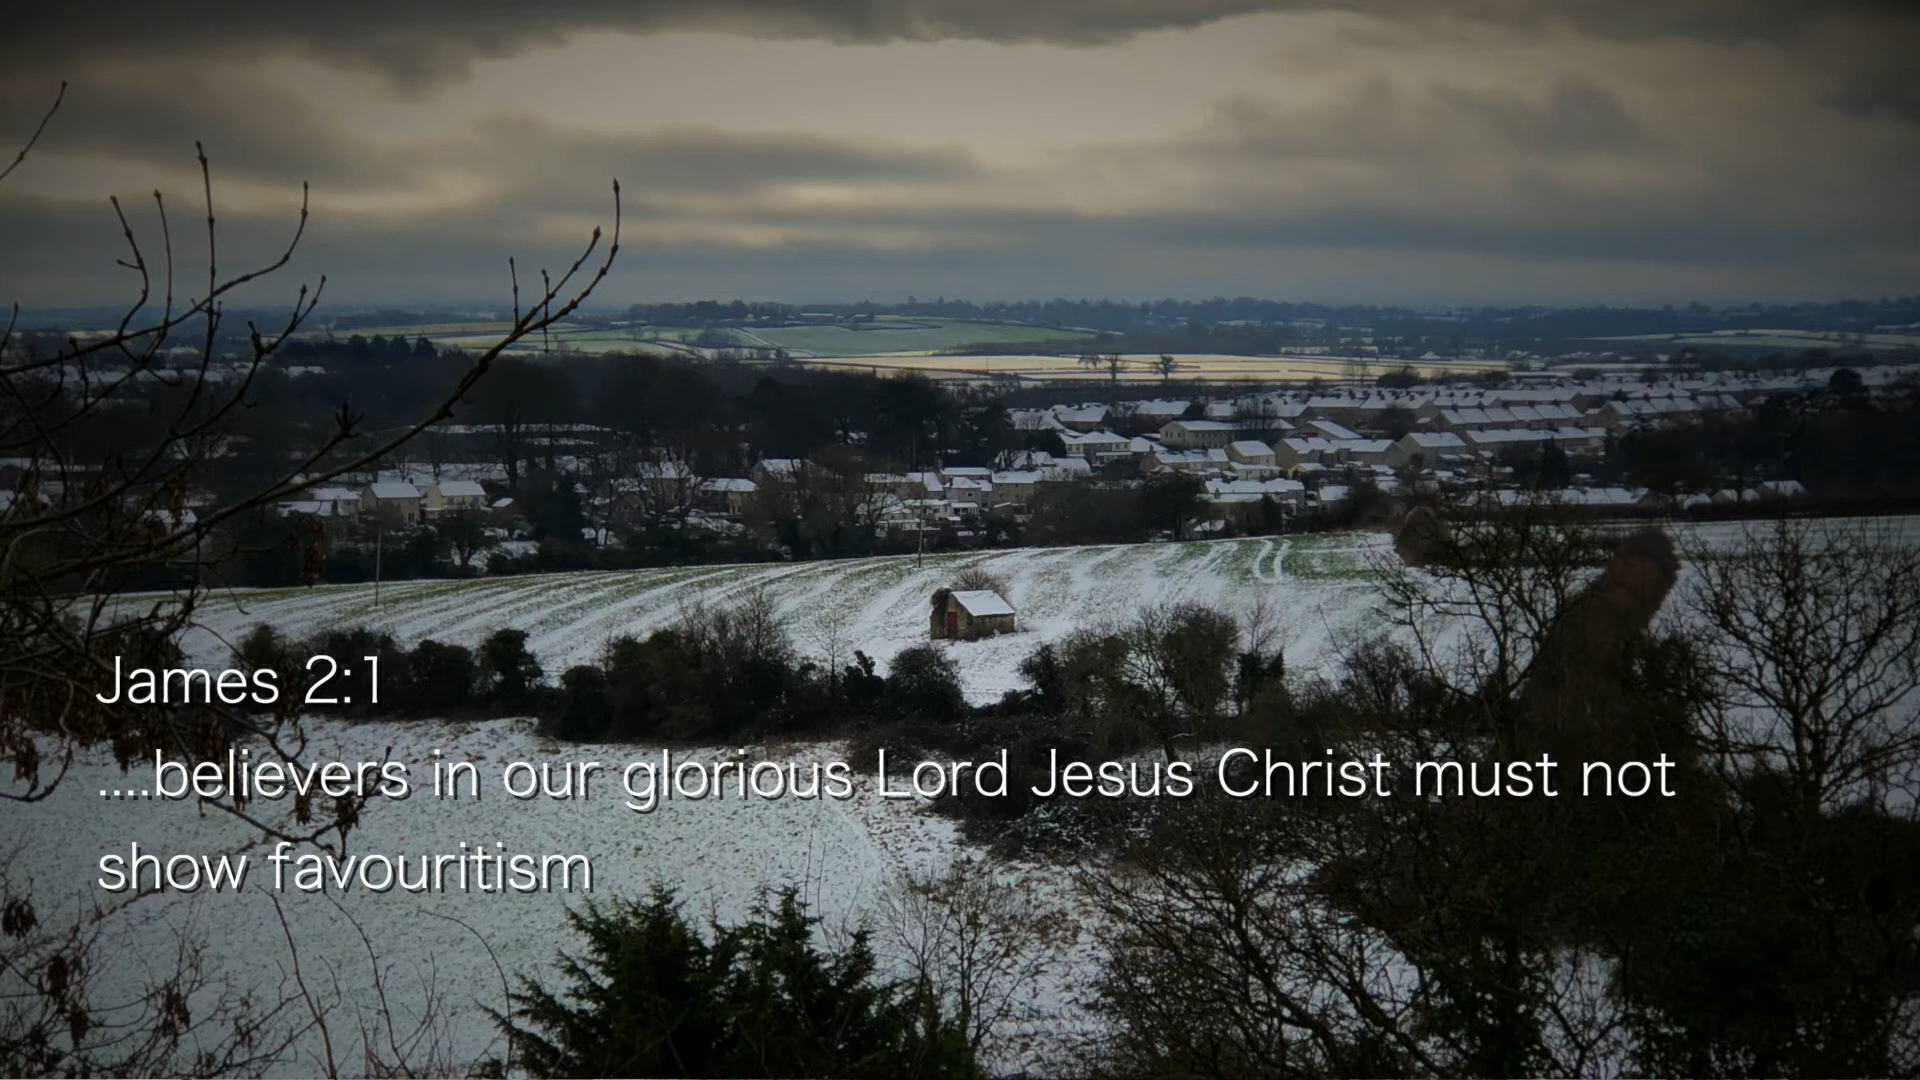 James 2:1
....believers in our glorious Lord Jesus Christ must not
show favouritism